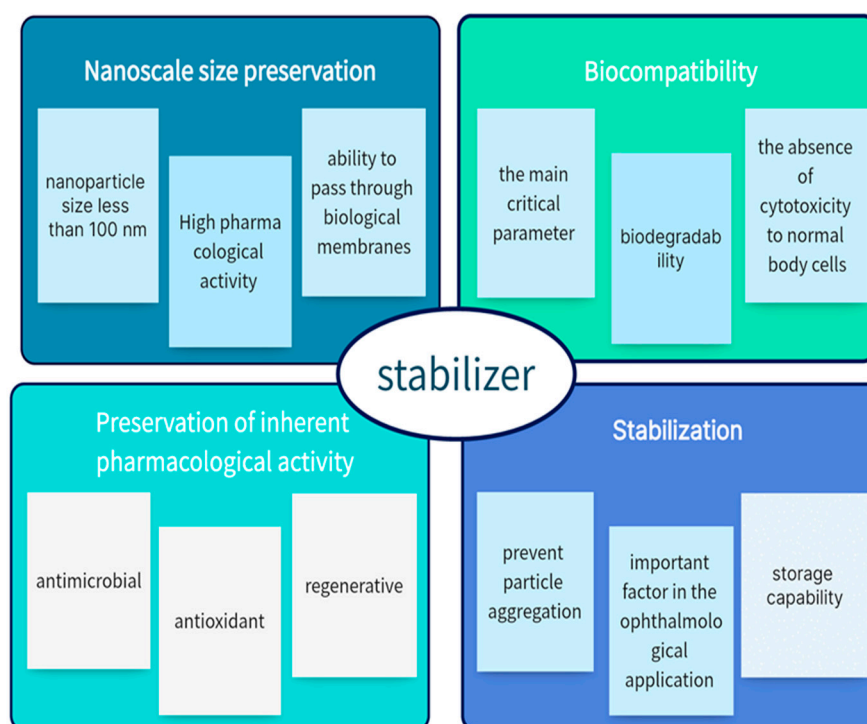 Nanoscale size preservation
nanoparticle
size less
than 100 nm
High pharma
cological
activity
ability to
pass through
biological
membranes
Biocompatibility
the main
critical
parameter
biodegradab
ility
the absence
of
cytotoxicity
to normal
body cells
stabilizer
Preservation of inherent
pharmacological activity
antimicrobial
antioxidant
regenerative
Stabilization
prevent
particle
aggregation
important
factor in the
ophthalmolo
gical
application
storage
capability